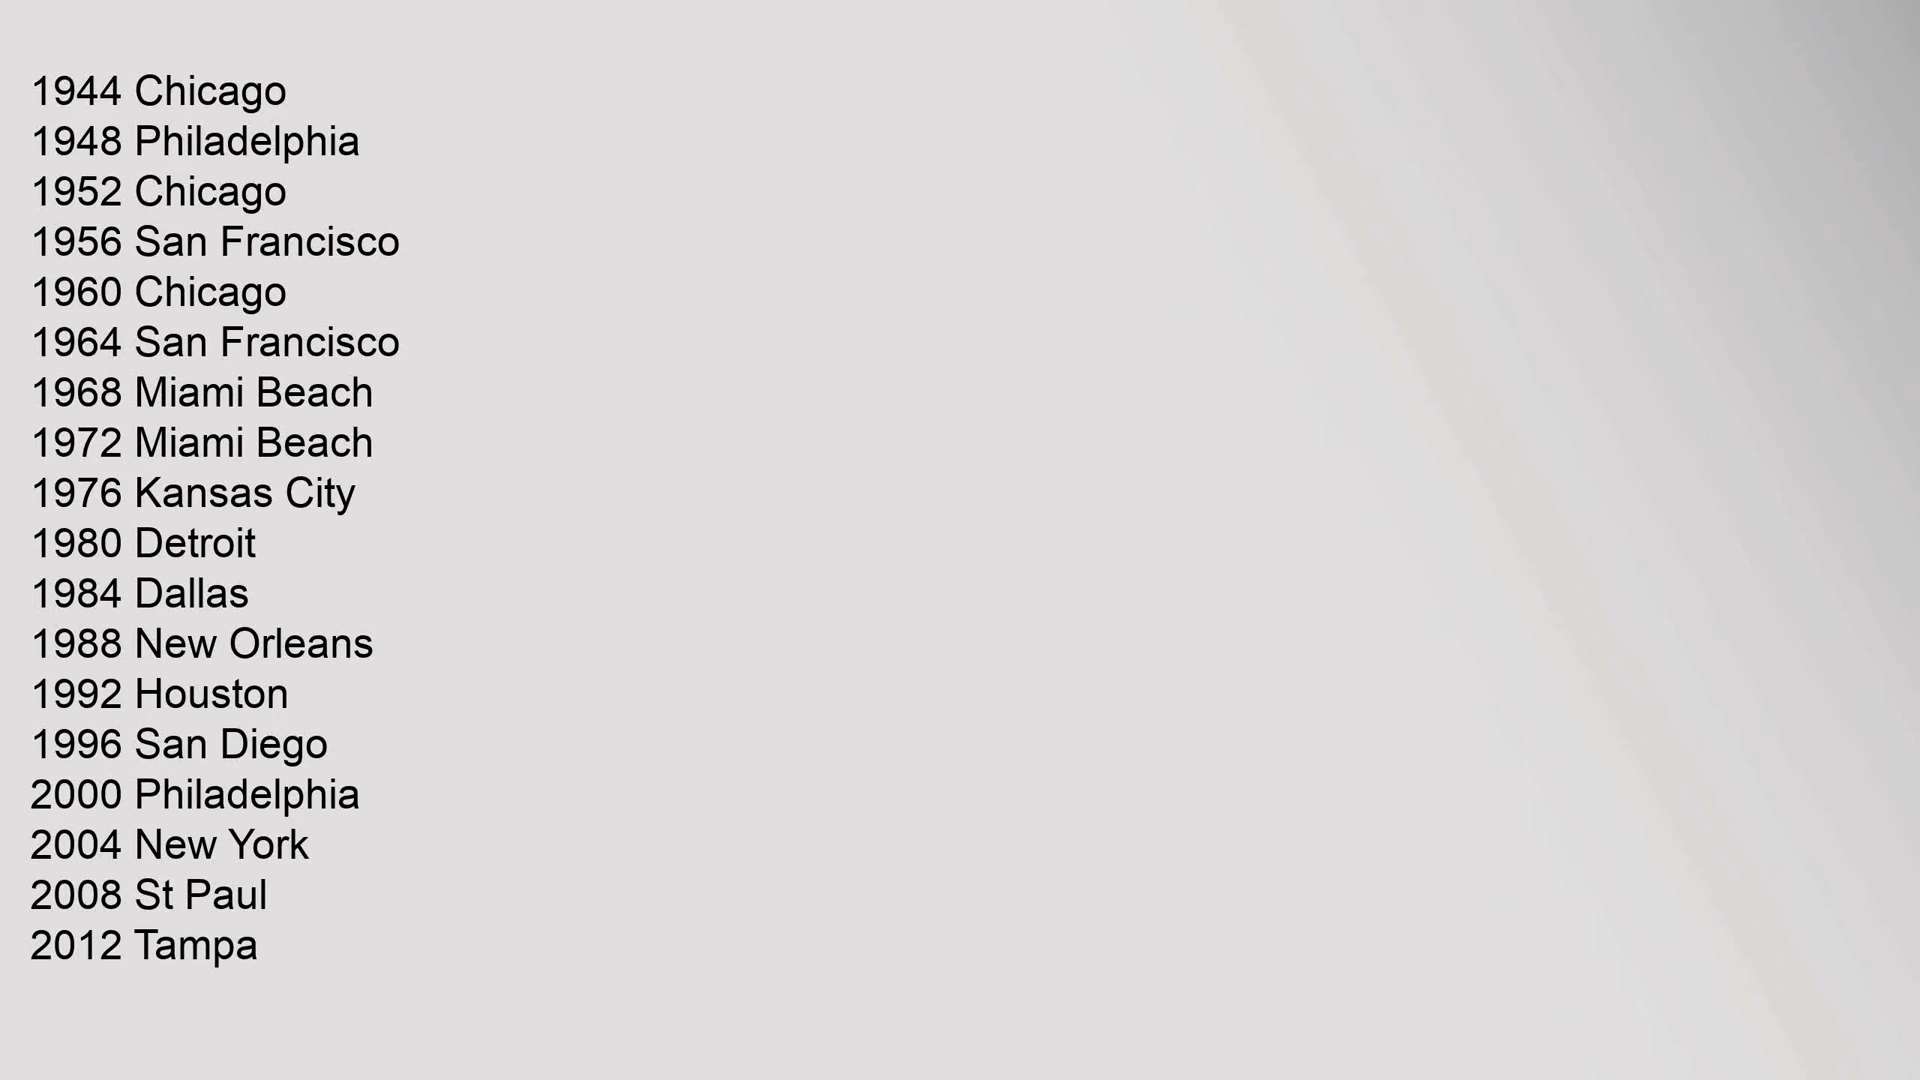 1944 Chicago
1948 Philadelphia
1952 Chicago
1956 San Francisco
1960 Chicago
1964 San Francisco
1968 Miami Beach
1972 Miami Beach
1976 Kansas City
1980 Detroit
1984 Dallas
1988 New Orleans
1992 Houston
1996 San Diego
2000 Philadelphia
2004 New York
2008 St Paul
2012 Tampa